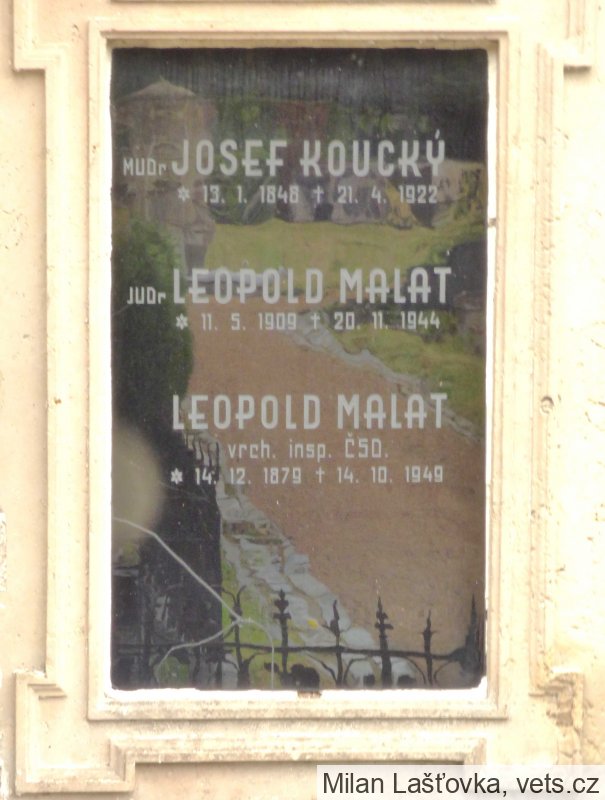 MUDr JOSEF KOUCKÝ
* 13. 1. 1848 † 21. 4. 1922
JUDr LEOPOLD MALAT
* 11. 5. 1909 † 20. 11. 1944
LEOPOLD MALAT
vrch. insp. ČSD.
* 14. 12. 1879 † 14. 10. 1949
Milan Lašťovka, vets.cz